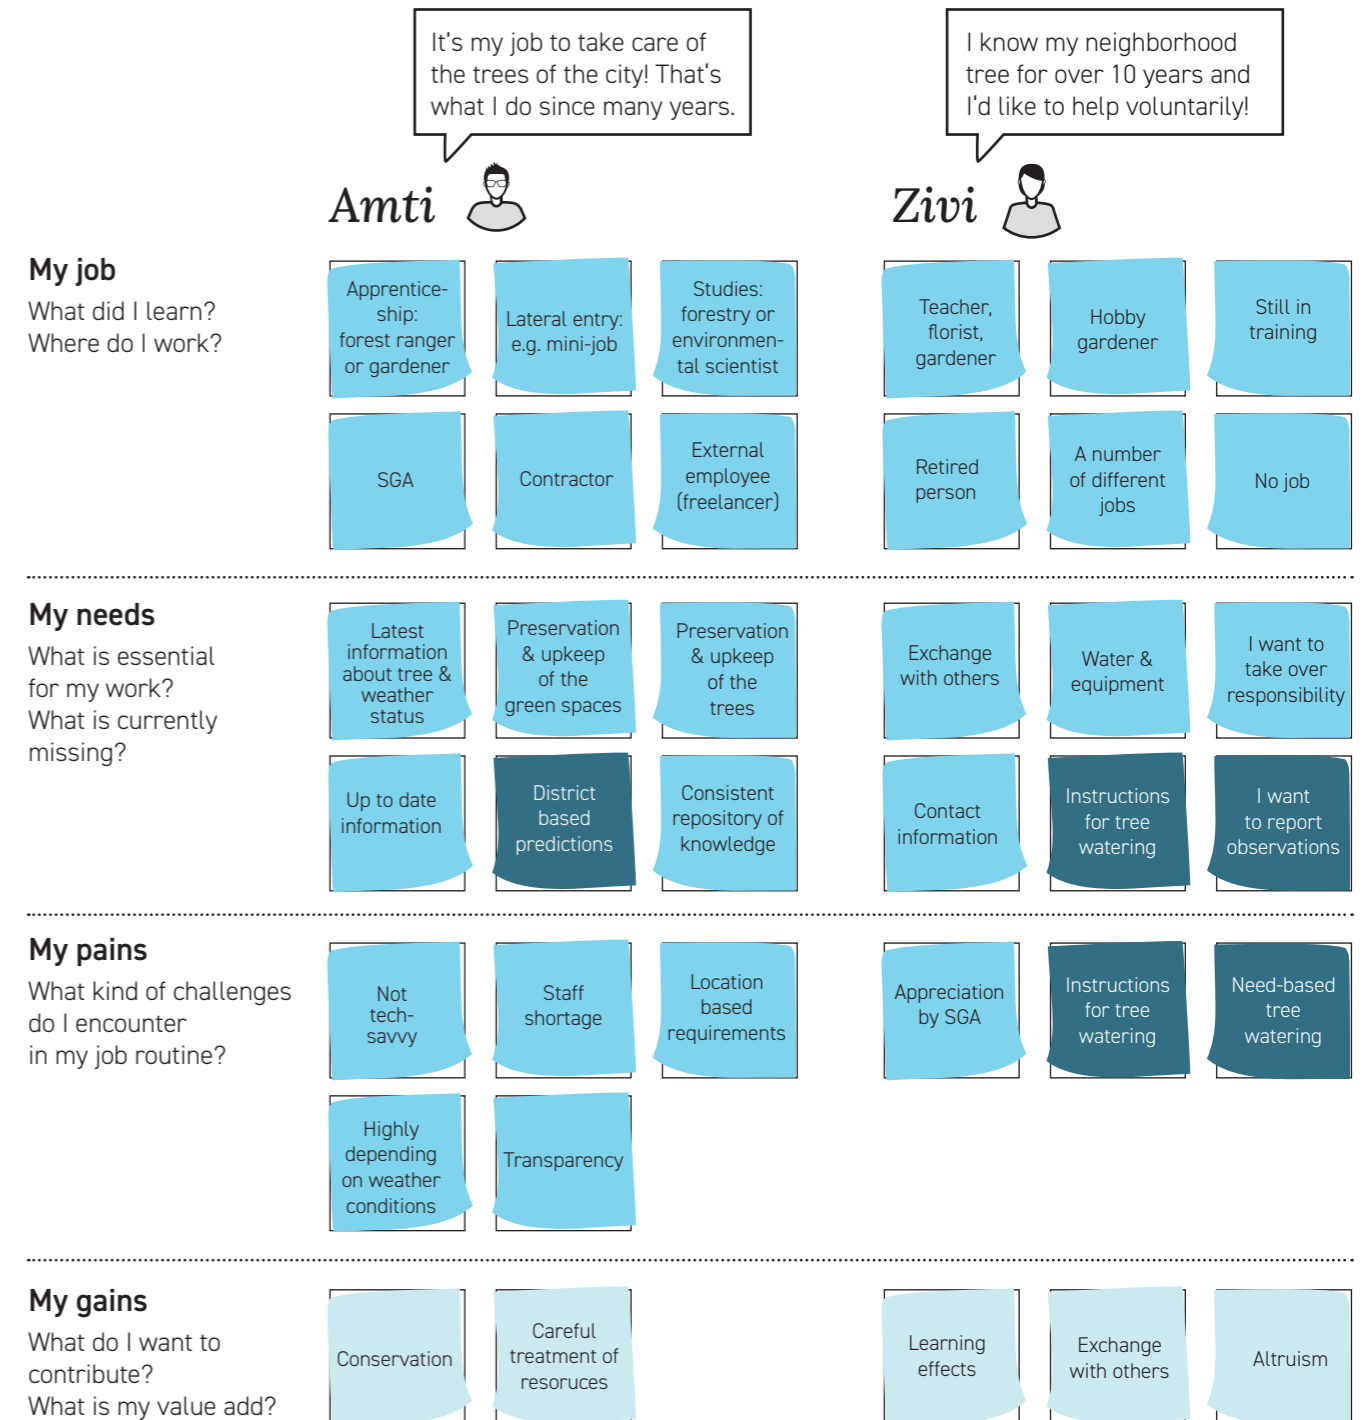 It's my job to take care of
the trees of the city! That's
what I do since many years.
I know my neighborhood
tree for over 10 years and
I'd like to help voluntarily!
Amti
Zivi
My job
What did I learn?
Where do I work?
Apprentice-
ship:
forest ranger
or gardener
Lateral entry:
e.g. mini-job
Studies:
forestry or
environmen-
tal scientist
Teacher,
florist,
gardener
Hobby
gardener
Still in
training
SGA
Contractor
External
employee
(freelancer)
Retired
person
A number
of different
jobs
No job
My needs
What is essential
for my work?
What is currently
missing?
Latest
information
about tree &
weather
status
Preservation
& upkeep
of the
green spaces
Preservation
& upkeep
of the
trees
Exchange
with others
Water &
equipment
I want to
take over
responsibility
Up to date
information
District
based
predictions
Consistent
repository of
knowledge
Contact
information
Instructions
for tree
watering
I want
to report
observations
My pains
What kind of challenges
do I encounter
in my job routine?
Not
tech-
savvy
Staff
shortage
Location
based
requirements
Appreciation
by SGA
Instructions
for tree
watering
Need-based
tree
watering
Highly
depending
on weather
conditions
Transparency
My gains
What do I want to
contribute?
What is my value add?
Conservation
Careful
treatment of
resoruces
Learning
effects
Exchange
with others
Altruism